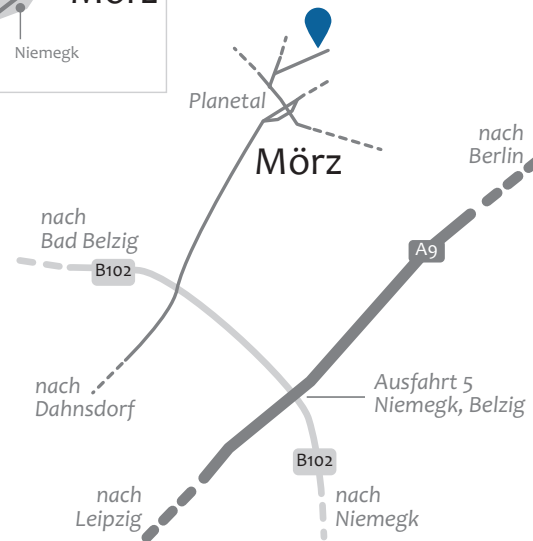 Mörz
Niemegk
Planetal
Mörz
nach
Berlin
nach
Bad Belzig
A9
B102
nach
Dahnsdorf
Ausfahrt 5
Niemegk, Belzig
B102
nach
Leipzig
nach
Niemegk